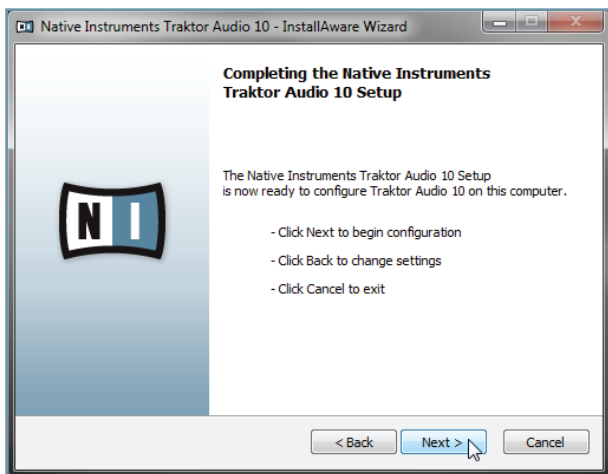 Native Instruments Traktor Audio 10 - InstallAware Wizard
Completing the Native Instruments
Traktor Audio 10 Setup
The Native Instruments Traktor Audio 10 Setup
is now ready to configure Traktor Audio 10 on this computer.
- Click Next to begin configuration
- Click Back to change settings
- Click Cancel to exit
NI
< Back Next > Cancel